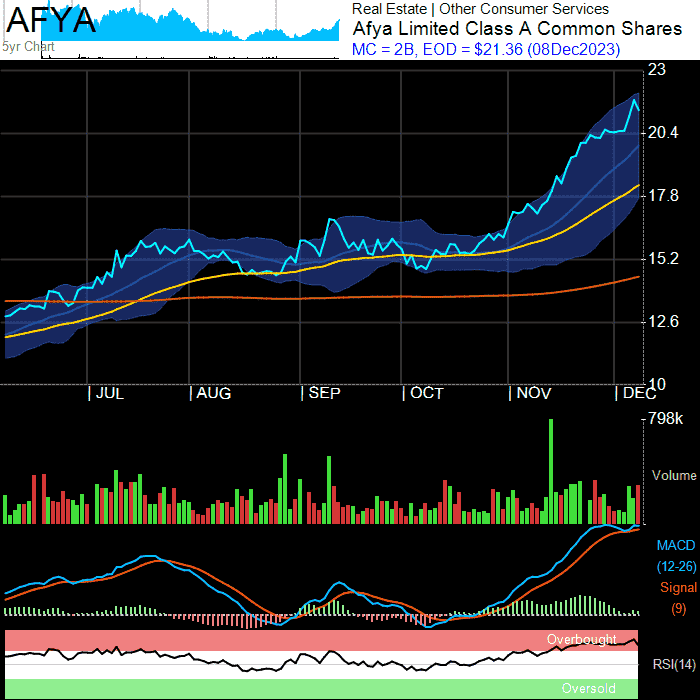 AFYA
5yr Chart
Real Estate | Other Consumer Services
Afya Limited Class A Common Shares
MC = 2B, EOD = $21.36 (08Dec2023)
23
20.4
17.8
15.2
12.6
10
JUL AUG SEP OCT NOV DEC
798k
Volume
MACD
(12-26)
Signal
(9)
Overbought
RSI(14)
Oversold